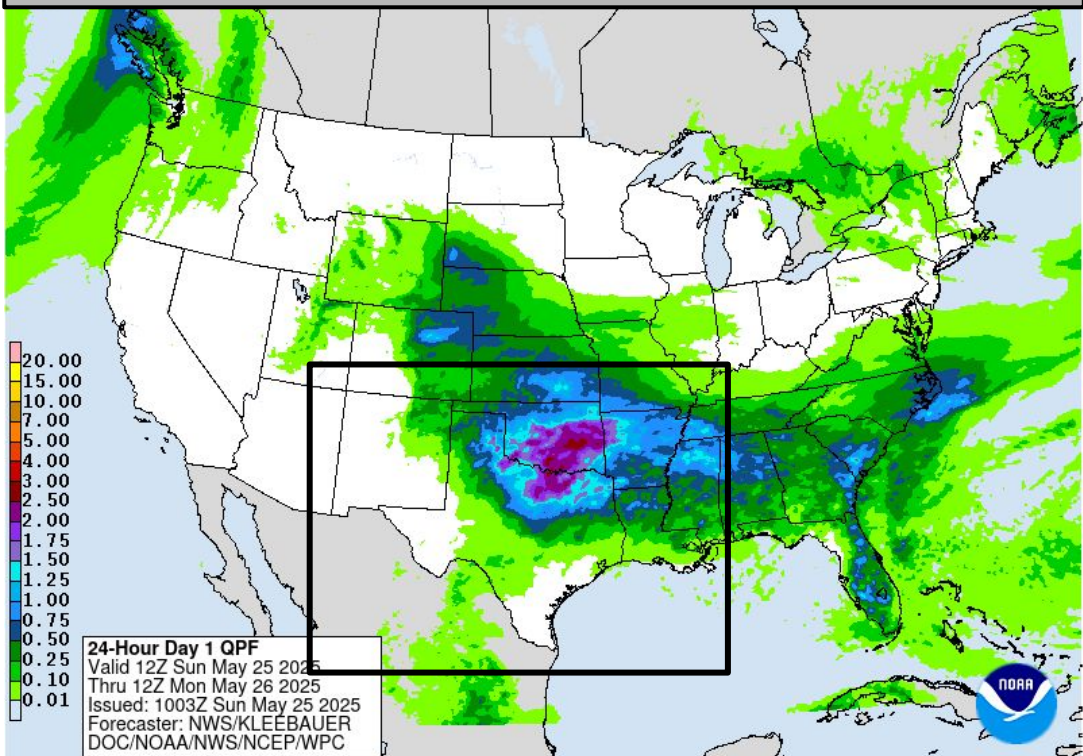 20.00
15.00
10.00
7.00
5.00
4.00
3.00
2.50
2.00
1.75
1.50
1.25
1.00
0.75
0.50
0.25
0.10
0.01
24-Hour Day 1 QPF
Valid 12Z Sun May 25 2025
Thru 12Z Mon May 26 2025
Issued: 1003Z Sun May 25 2025
Forecaster: NWS/KLEEBAUER
DOC/NOAA/NWS/NCEP/WPC
NOAA